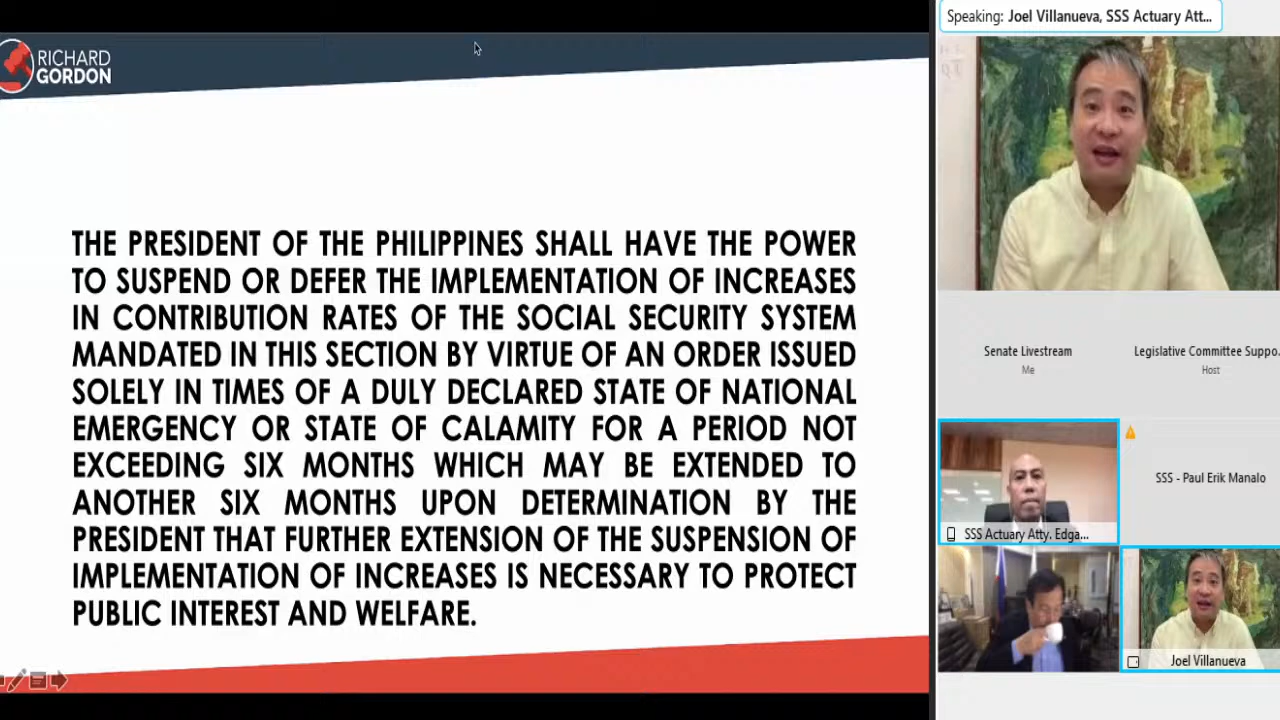 Speaking: Joel Villanueva, SSS Actuary Att...
RICHARD
GORDON
THE PRESIDENT OF THE PHILIPPINES SHALL HAVE THE POWER
TO SUSPEND OR DEFER THE IMPLEMENTATION OF INCREASES
IN CONTRIBUTION RATES OF THE SOCIAL SECURITY SYSTEM
MANDATED IN THIS SECTION BY VIRTUE OF AN ORDER ISSUED
SOLELY IN TIMES OF A DULY DECLARED STATE OF NATIONAL
EMERGENCY OR STATE OF CALAMITY FOR A PERIOD NOT
EXCEEDING SIX MONTHS WHICH MAY BE EXTENDED TO
ANOTHER SIX MONTHS UPON DETERMINATION BY THE
PRESIDENT THAT FURTHER EXTENSION OF THE SUSPENSION OF
IMPLEMENTATION OF INCREASES IS NECESSARY TO PROTECT
PUBLIC INTEREST AND WELFARE.
Senate Livestream
Me
Legislative Committee Suppo...
Host
SSS - Paul Erik Manalo
SSS Actuary Atty. Edga...
Joel Villanueva